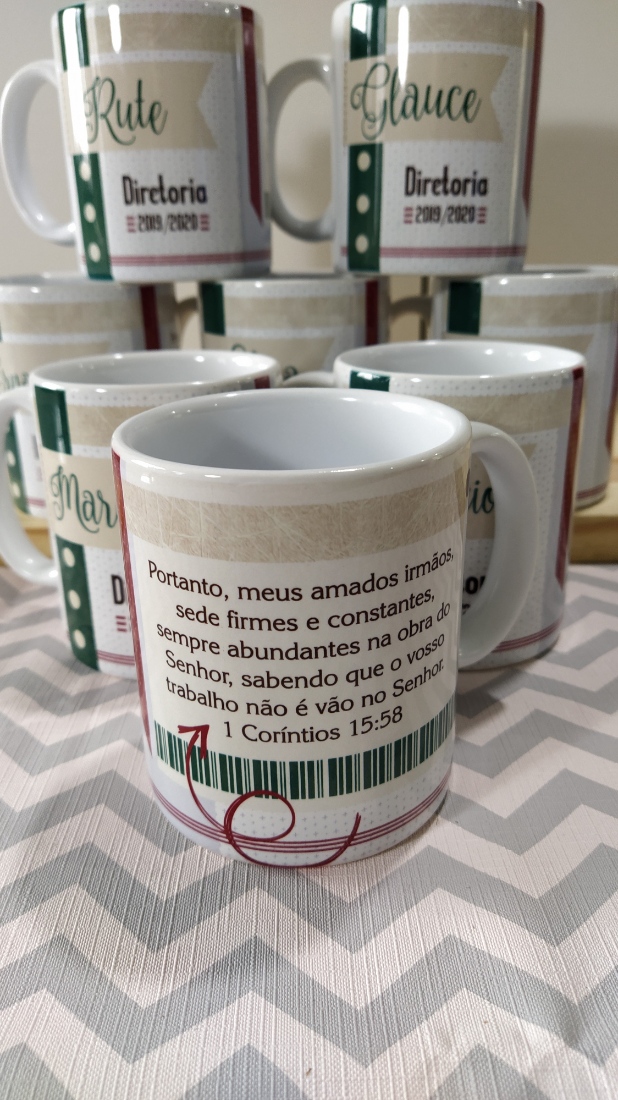 Rute
Diretoria
2019/2020
Glauce
Diretoria
2019/2020
Mar
D
Portanto, meus amados irmãos,
sede firmes e constantes,
sempre abundantes na obra do
Senhor, sabendo que o vosso
trabalho não é vão no Senhor.
1 Coríntios 15:58